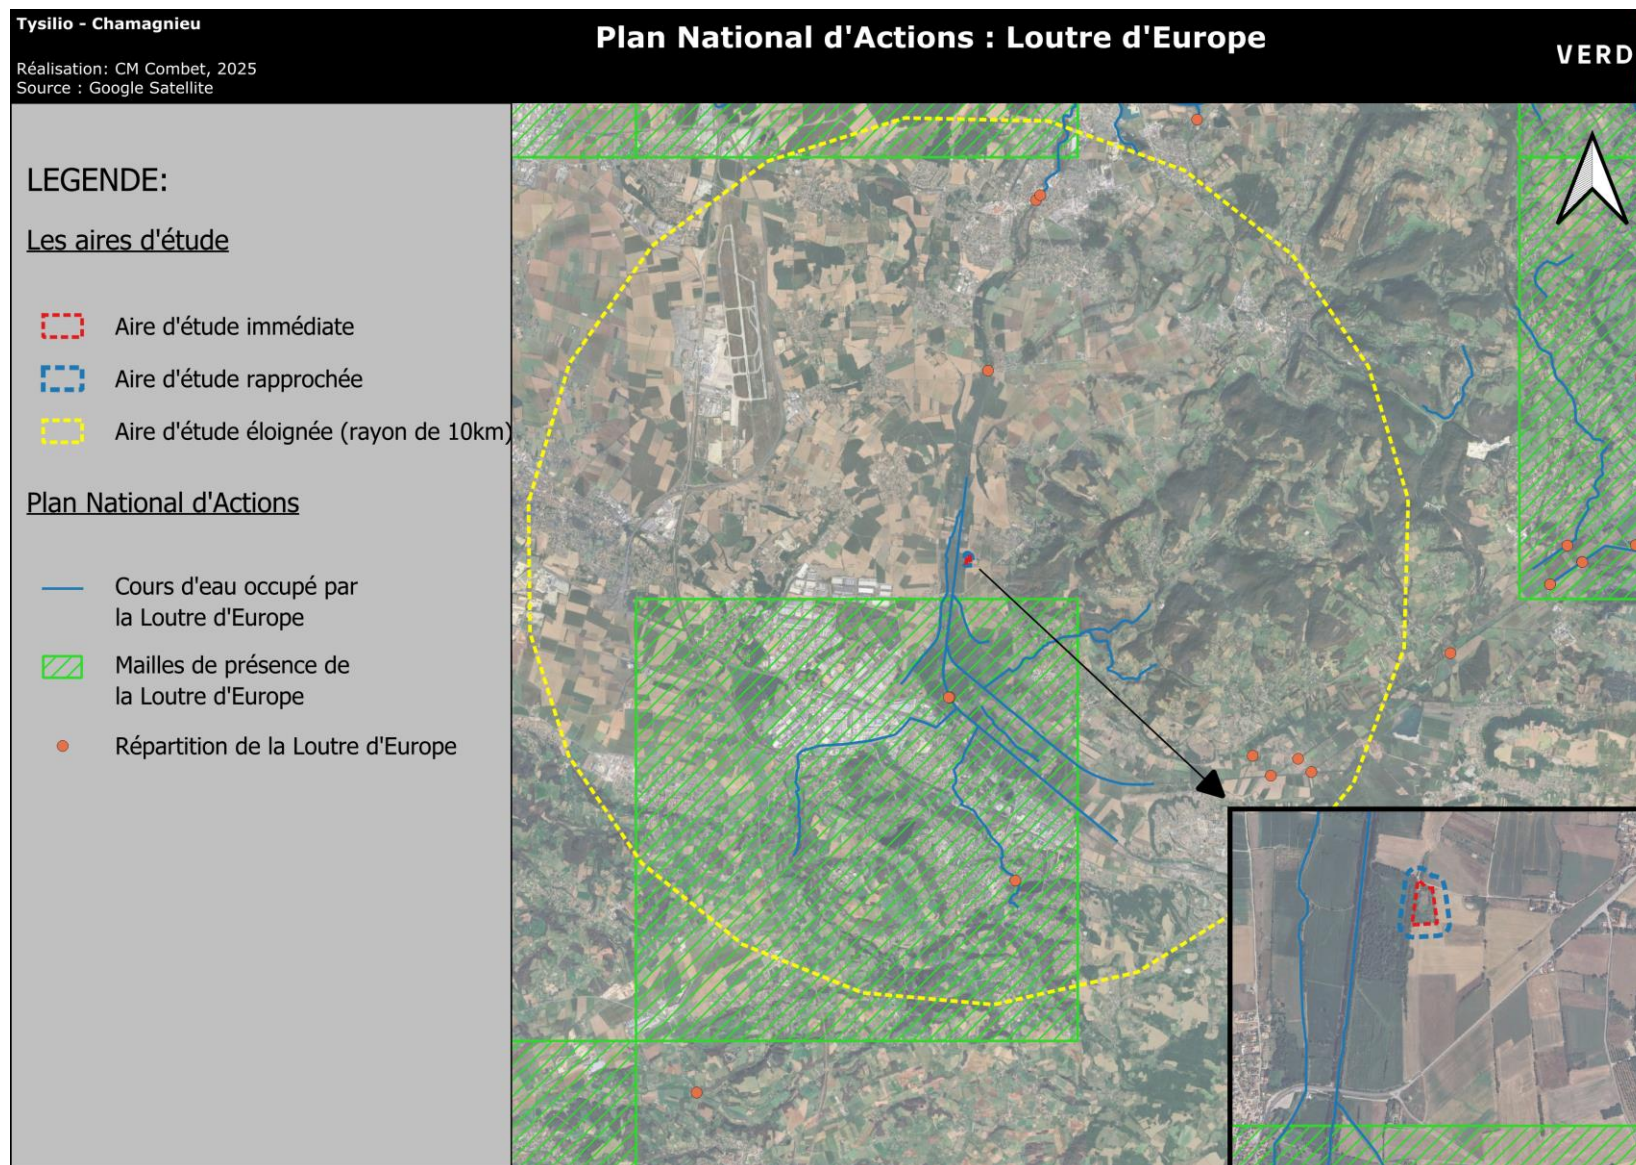 Tysilio - Chamagnieu
Réalisation: CM Combet, 2025
Source : Google Satellite
Plan National d'Actions : Loutre d'Europe
VERD
LEGENDE:
Les aires d'étude
Aire d'étude immédiate
Aire d'étude rapprochée
Aire d'étude éloignée (rayon de 10km)
Plan National d'Actions
Cours d'eau occupé par
la Loutre d'Europe
Mailles de présence de
la Loutre d'Europe
Répartition de la Loutre d'Europe